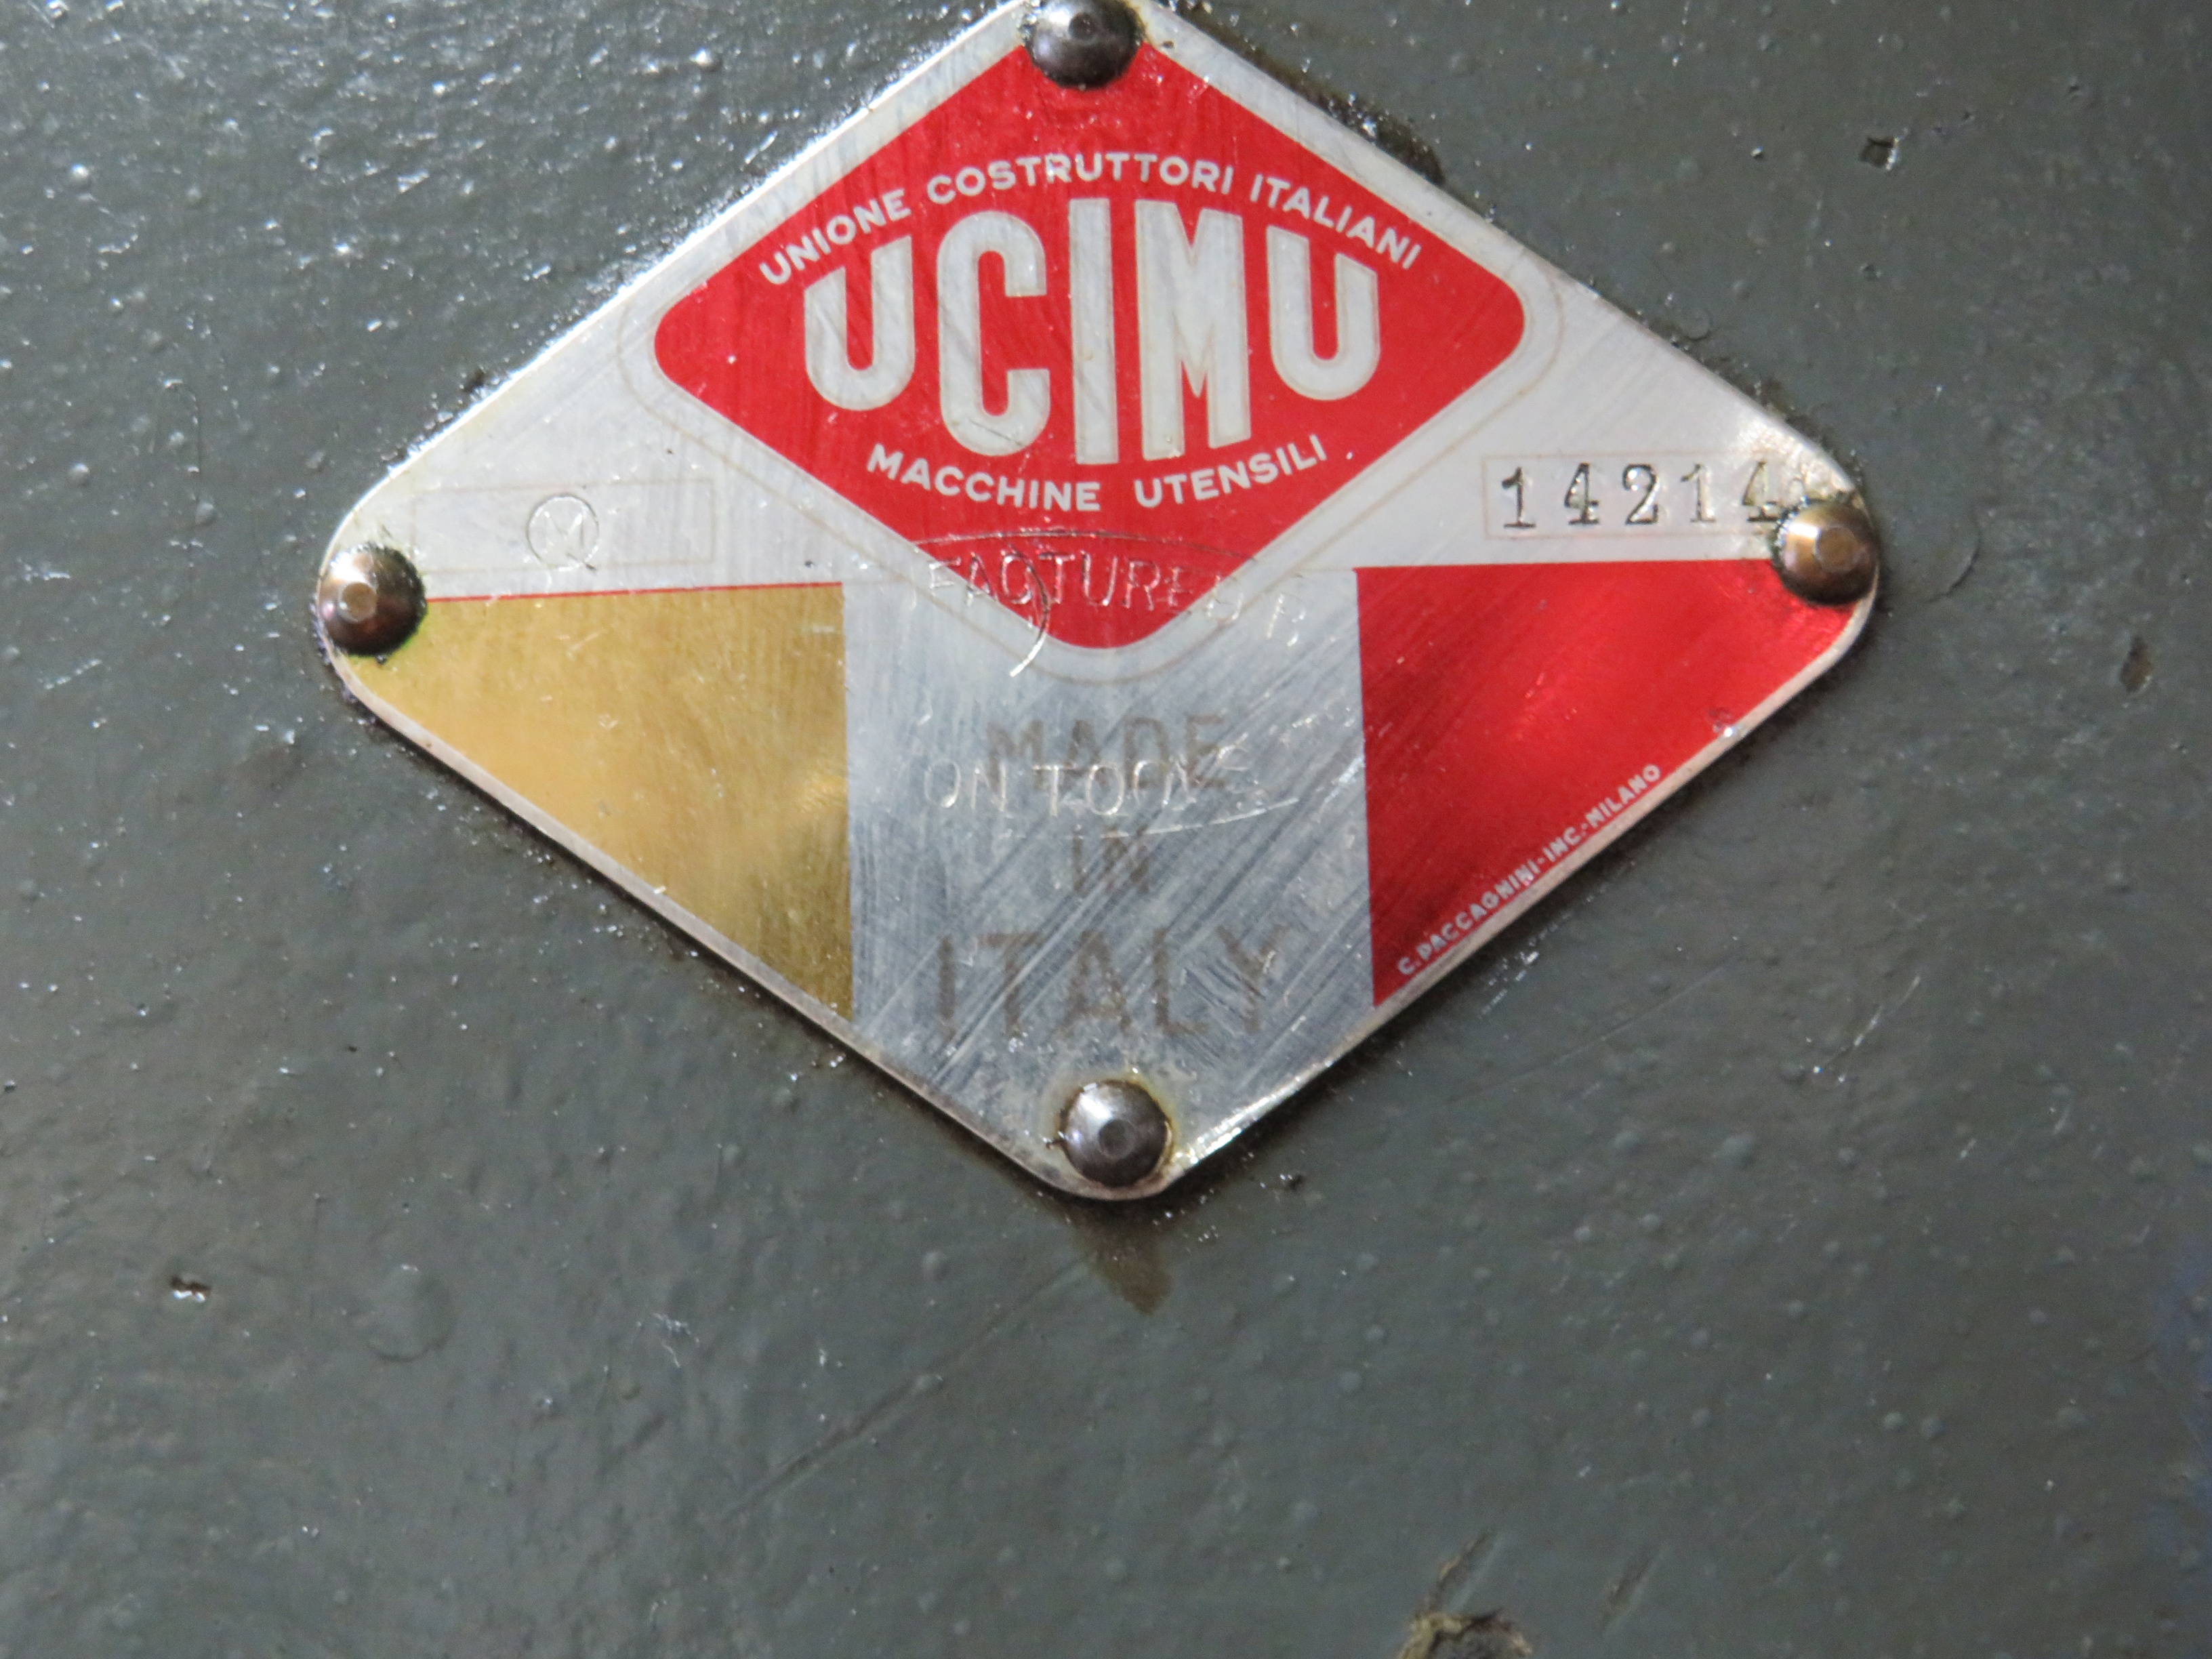 UNIONE COSTRUTTORI ITALIANI
UCIMU
MACCHINE UTENSILI
M
14214
MADE
IN
ITALY
C. PACCAGNINI-INC.-MILANO